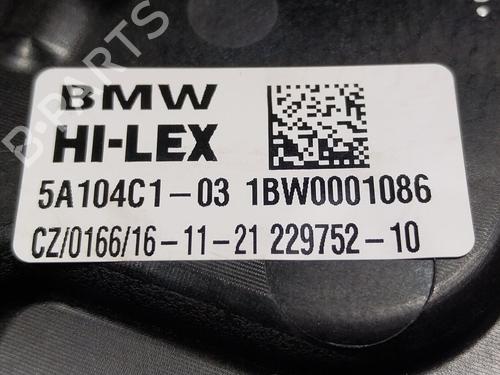 B-PARTS
BMW
HI-LEX
5A104C1-03 1BW0001086
CZ/0166/16-11-21 229752-10